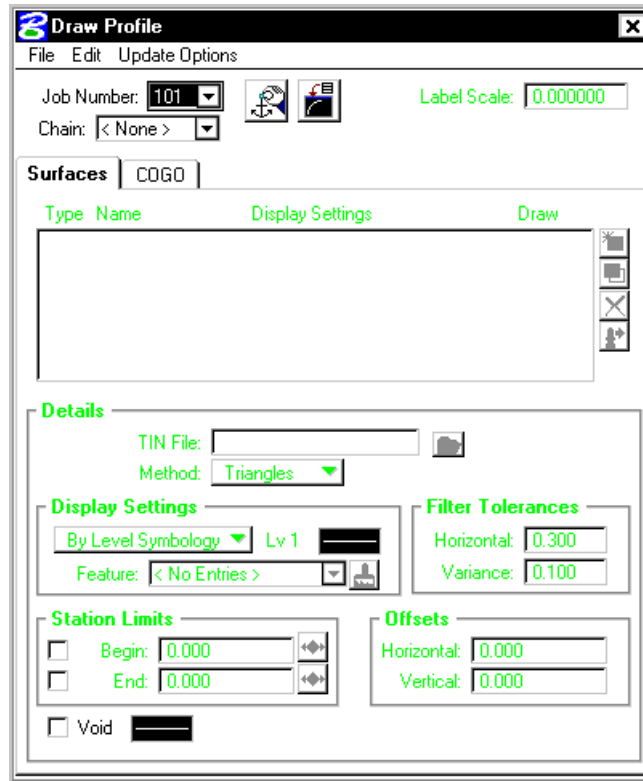 Draw Profile
File Edit Update Options
Job Number: 101 Label Scale: 0.000000
Chain: < None >
Surfaces COGO
Type Name Display Settings Draw
Details
TIN File:
Method: Triangles
Display Settings Filter Tolerances
By Level Symbology Lv 1 Horizontal: 0.300
Feature: < No Entries > Variance: 0.100
Station Limits Offsets
Begin: 0.000 Horizontal: 0.000
End: 0.000 Vertical: 0.000
Void